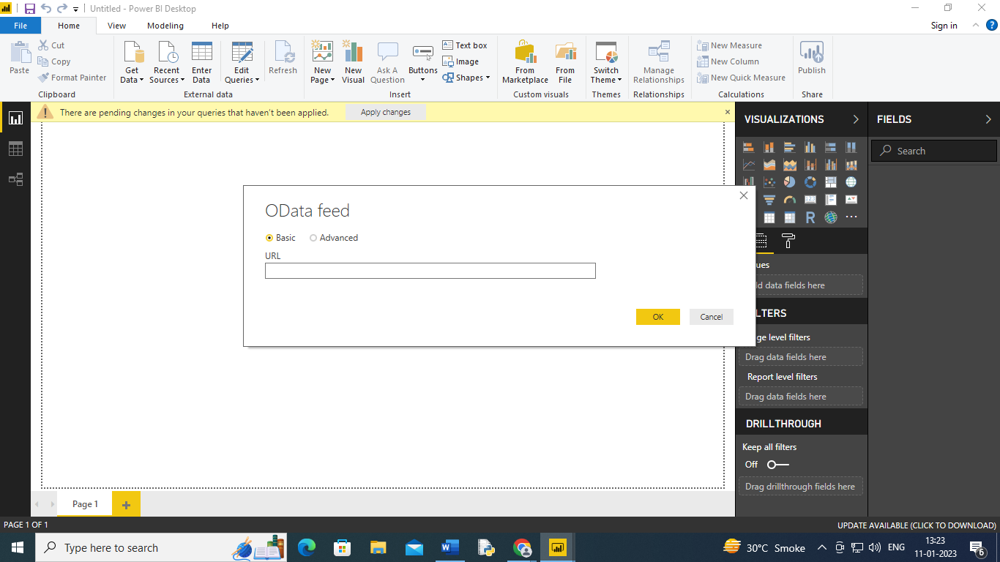 Untitled - Power BI Desktop
File Home View Modeling Help Sign in ?
Paste Cut Copy Format Painter
Get Data Recent Sources Enter Data Edit Queries Refresh
New Page New Visual Ask A Question Buttons Text box Image Shapes
From Marketplace From File Switch Theme Manage Relationships
New Measure New Column New Quick Measure Publish
Clipboard External data Insert Custom visuals Themes Relationships Calculations Share
There are pending changes in your queries that haven't been applied. Apply changes
VISUALIZATIONS FIELDS
Search
R
OData feed
Basic Advanced
URL
OK Cancel
ues
ld data fields here
LTERS
ge level filters
Drag data fields here
Report level filters
Drag data fields here
DRILLTHROUGH
Keep all filters
Off
Drag drillthrough fields here
Page 1 +
PAGE 1 OF 1 UPDATE AVAILABLE (CLICK TO DOWNLOAD)
Type here to search 30°C Smoke ENG 13:23
11-01-2023 6